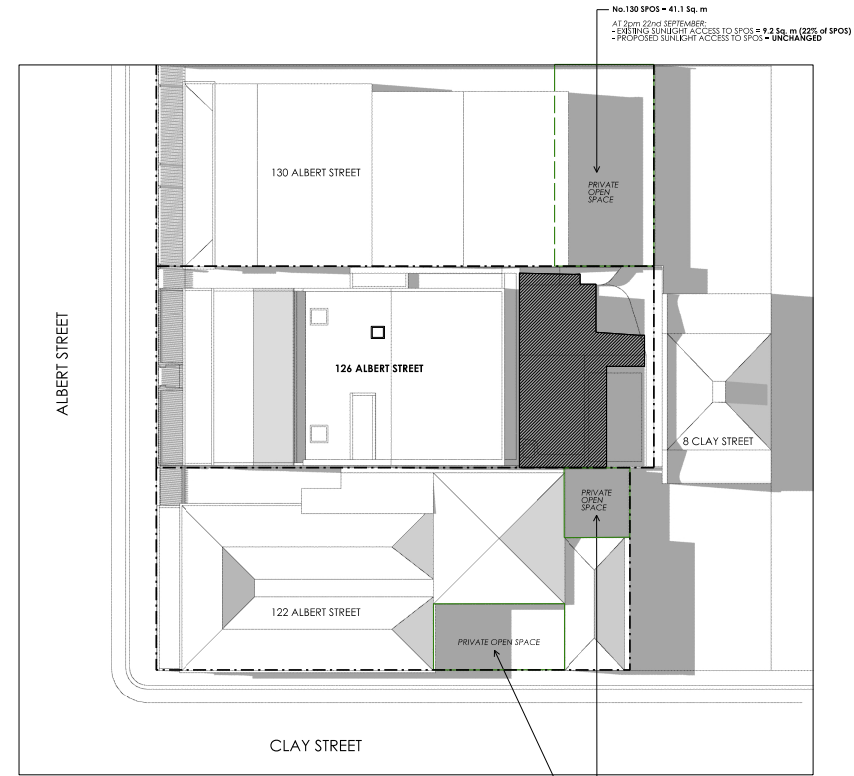 No.130 SPOS = 41.1 Sq. m
AT 2pm 22nd SEPTEMBER:
- EXISTING SUNLIGHT ACCESS TO SPOS = 9.2 Sq. m (22% of SPOS)
- PROPOSED SUNLIGHT ACCESS TO SPOS = UNCHANGED
130 ALBERT STREET
PRIVATE
OPEN
SPACE
ALBERT STREET
126 ALBERT STREET
8 CLAY STREET
PRIVATE
OPEN
SPACE
122 ALBERT STREET
PRIVATE OPEN SPACE
CLAY STREET